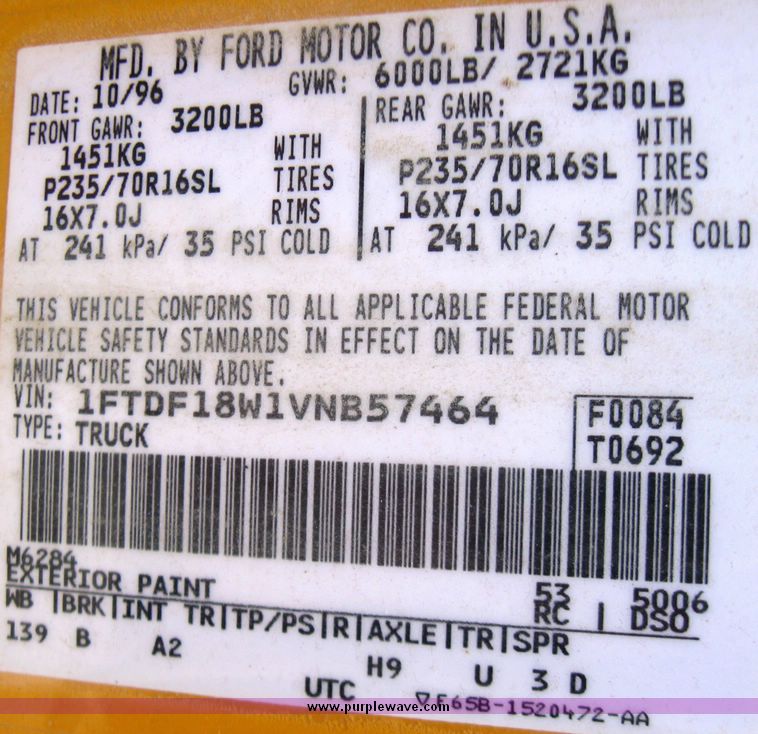 MFD. BY FORD MOTOR CO. IN U.S.A.
DATE: 10/96 GVWR: 6000LB/ 2721KG
FRONT GAWR: 3200LB REAR GAWR: 3200LB
1451KG WITH 1451KG WITH
P235/70R16SL TIRES P235/70R16SL TIRES
16X7.0J RIMS 16X7.0J RIMS
AT 241 kPa/ 35 PSI COLD AT 241 kPa/ 35 PSI COLD
THIS VEHICLE CONFORMS TO ALL APPLICABLE FEDERAL MOTOR
VEHICLE SAFETY STANDARDS IN EFFECT ON THE DATE OF
MANUFACTURE SHOWN ABOVE.
VIN: 1FTDF18W1VNB57464 F0084
TYPE: TRUCK T0692
M6284
EXTERIOR PAINT 53 5006
WB |BRK|INT TR|TP/PS|R|AXLE|TR|SPR RC | DSO
139 B A2 H9 U 3 D
UTC ▽F65B-1520472-AA
www.purplewave.com